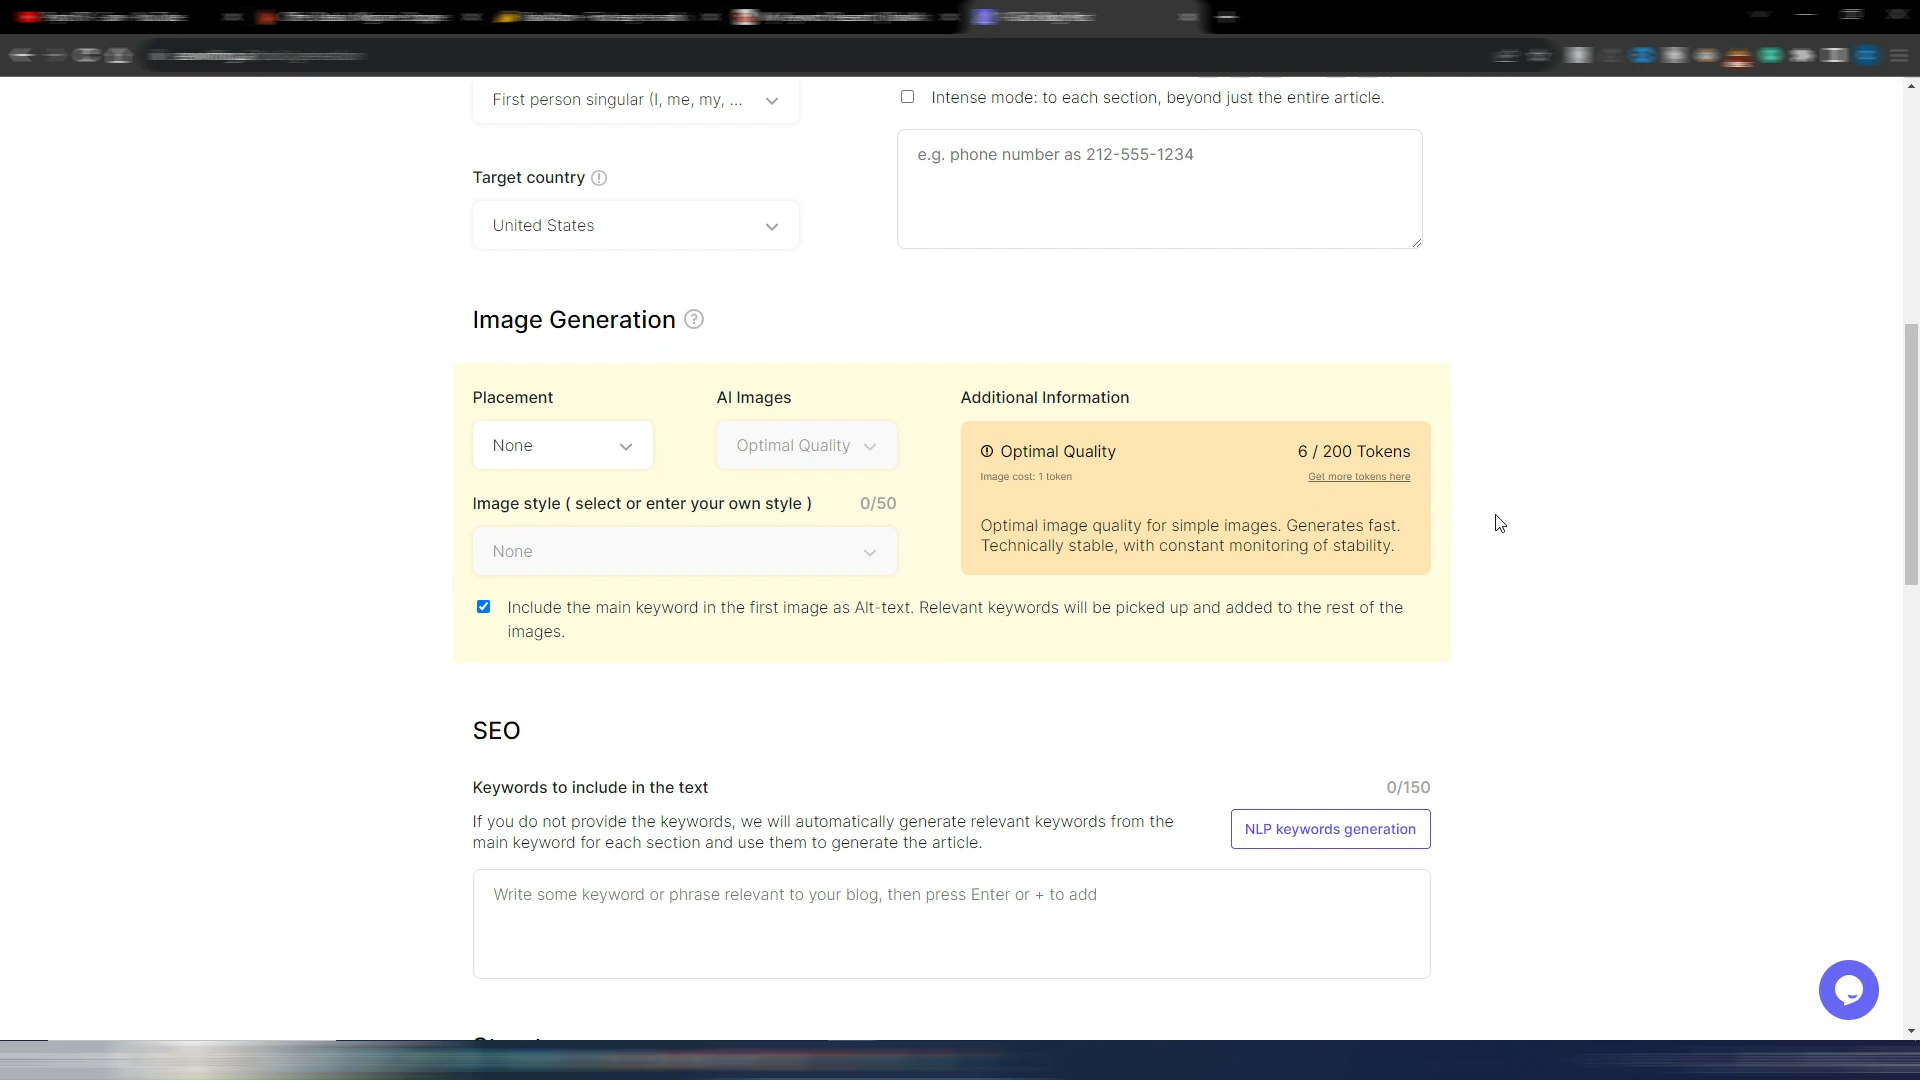 First person singular (I, me, my, ...
Intense mode: to each section, beyond just the entire article.
e.g. phone number as 212-555-1234
Target country
United States
Image Generation
Placement
AI Images
Additional Information
None
Optimal Quality
Optimal Quality
6 / 200 Tokens
Image cost: 1 token
Get more tokens here
Image style ( select or enter your own style )
0/50
Optimal image quality for simple images. Generates fast.
Technically stable, with constant monitoring of stability.
None
Include the main keyword in the first image as Alt-text. Relevant keywords will be picked up and added to the rest of the
images.
SEO
Keywords to include in the text
0/150
If you do not provide the keywords, we will automatically generate relevant keywords from the
main keyword for each section and use them to generate the article.
NLP keywords generation
Write some keyword or phrase relevant to your blog, then press Enter or + to add